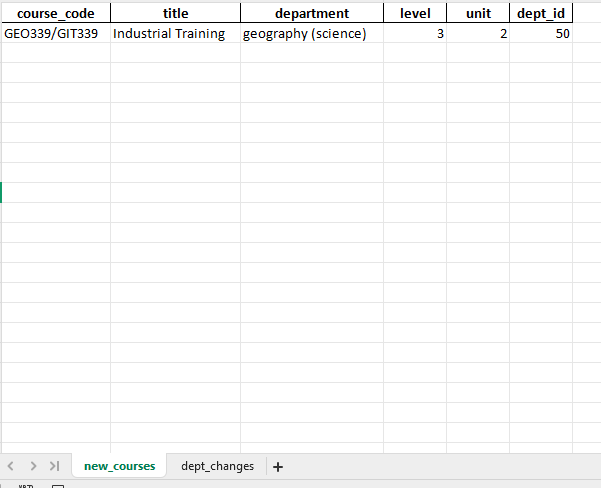 course_code title department level unit dept_id
GEO339/GIT339 Industrial Training geography (science) 3 2 50
new_courses dept_changes +